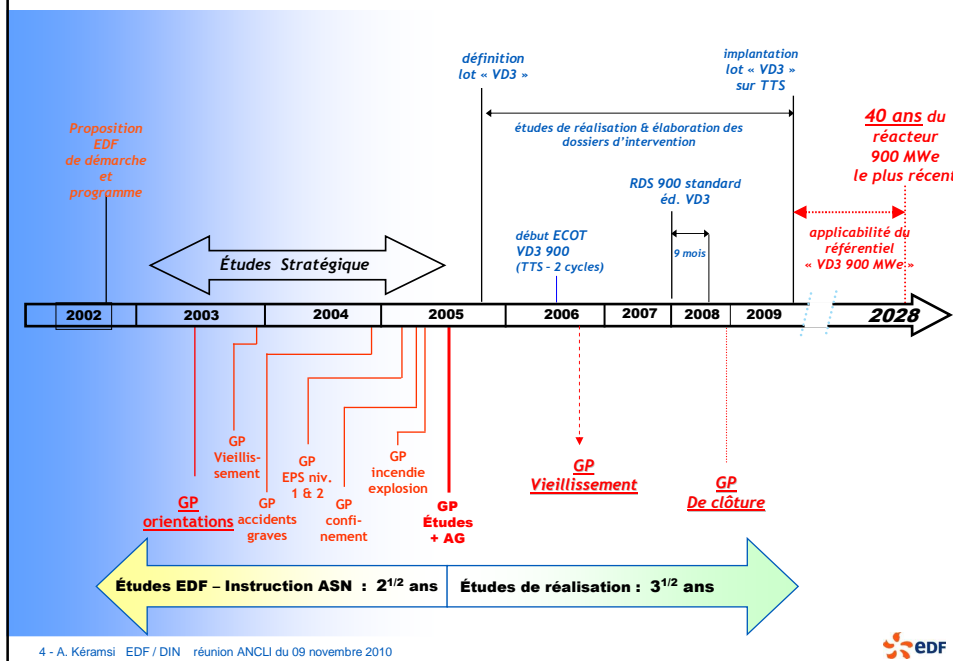 définition
lot « VD3 »
implantation
lot « VD3 »
sur TTS
Proposition
EDF
de démarche
et
programme
études de réalisation & élaboration des
dossiers d'intervention
40 ans du
réacteur
900 MWe
le plus récent
RDS 900 standard
éd. VD3
début ECOT
VD3 900
(TTS – 2 cycles)
9 mois
applicabilité du
référentiel
« VD3 900 MWe »
Études Stratégique
2002
2003
2004
2005
2006
2007
2008
2009
2028
GP
orientations
GP
Vieillis-
sement
GP
accidents
graves
GP
EPS niv.
1 & 2
GP
confi-
nement
GP
incendie
explosion
GP
Études
+ AG
GP
Vieillissement
GP
De clôture
Études EDF – Instruction ASN : 2 1/2 ans
Études de réalisation : 3 1/2 ans
4 - A. Kéramsi EDF / DIN réunion ANCLI du 09 novembre 2010
eDF